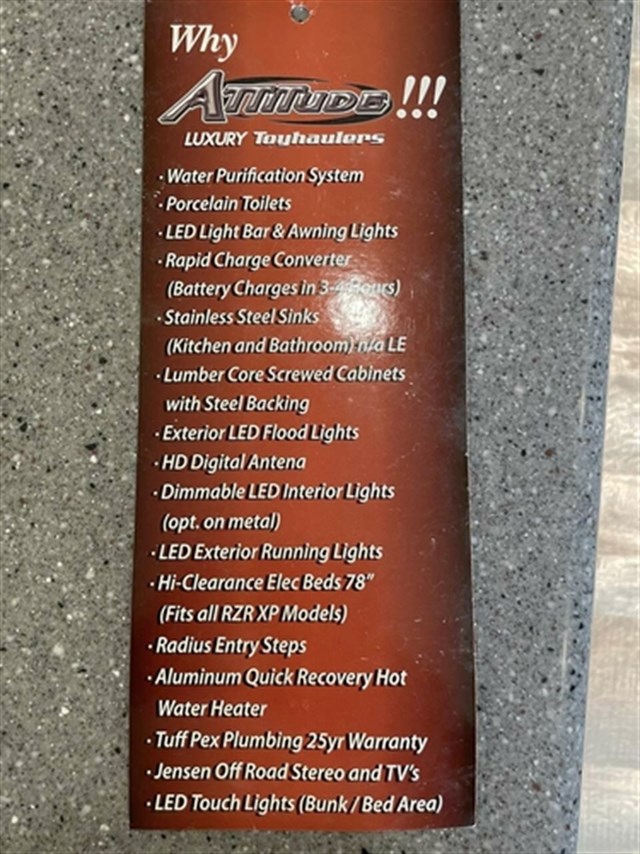 Why
ATTITUDE !!!
LUXURY Toyhaulers
· Water Purification System
· Porcelain Toilets
· LED Light Bar & Awning Lights
· Rapid Charge Converter
(Battery Charges in 3-4 Hours)
· Stainless Steel Sinks
(Kitchen and Bathroom) n/a LE
· Lumber Core Screwed Cabinets
with Steel Backing
· Exterior LED Flood Lights
· HD Digital Antena
· Dimmable LED Interior Lights
(opt. on metal)
· LED Exterior Running Lights
· Hi-Clearance Elec Beds 78"
(Fits all RZR XP Models)
· Radius Entry Steps
· Aluminum Quick Recovery Hot
Water Heater
· Tuff Pex Plumbing 25yr Warranty
· Jensen Off Road Stereo and TV's
· LED Touch Lights (Bunk / Bed Area)